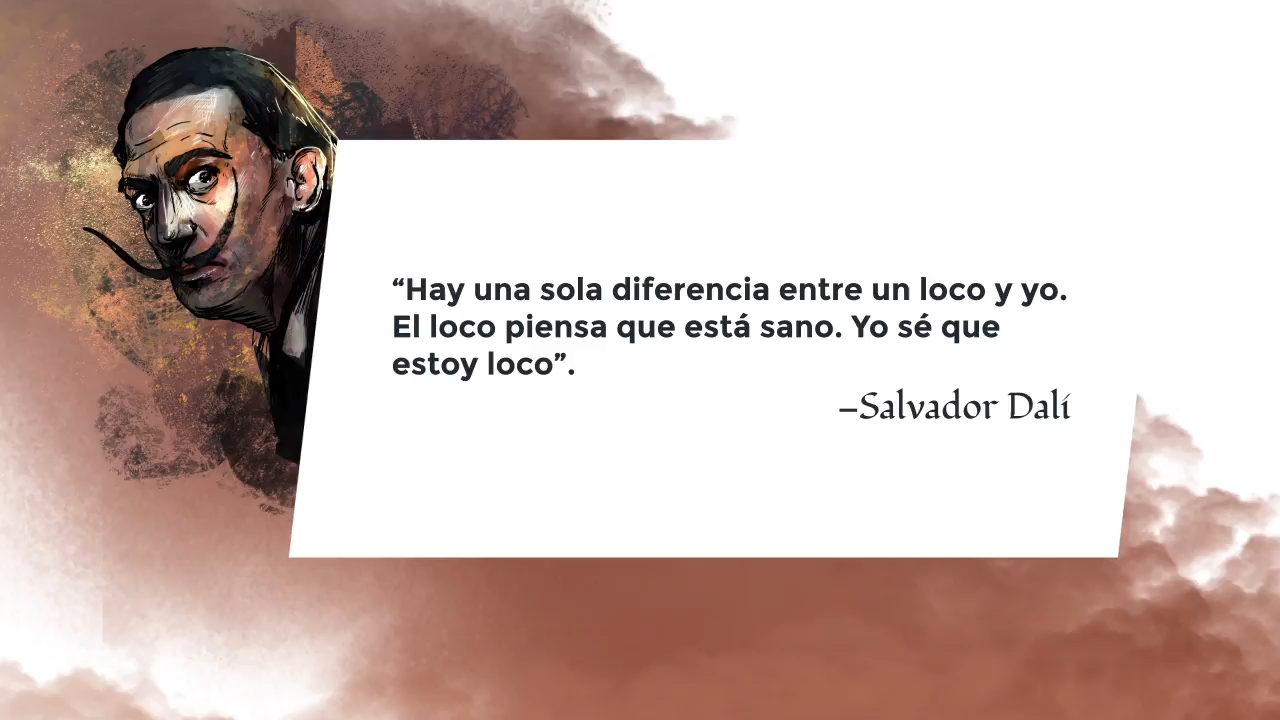 “Hay una sola diferencia entre un loco y yo.
El loco piensa que está sano. Yo sé que
estoy loco”.
–Salvador Dalí